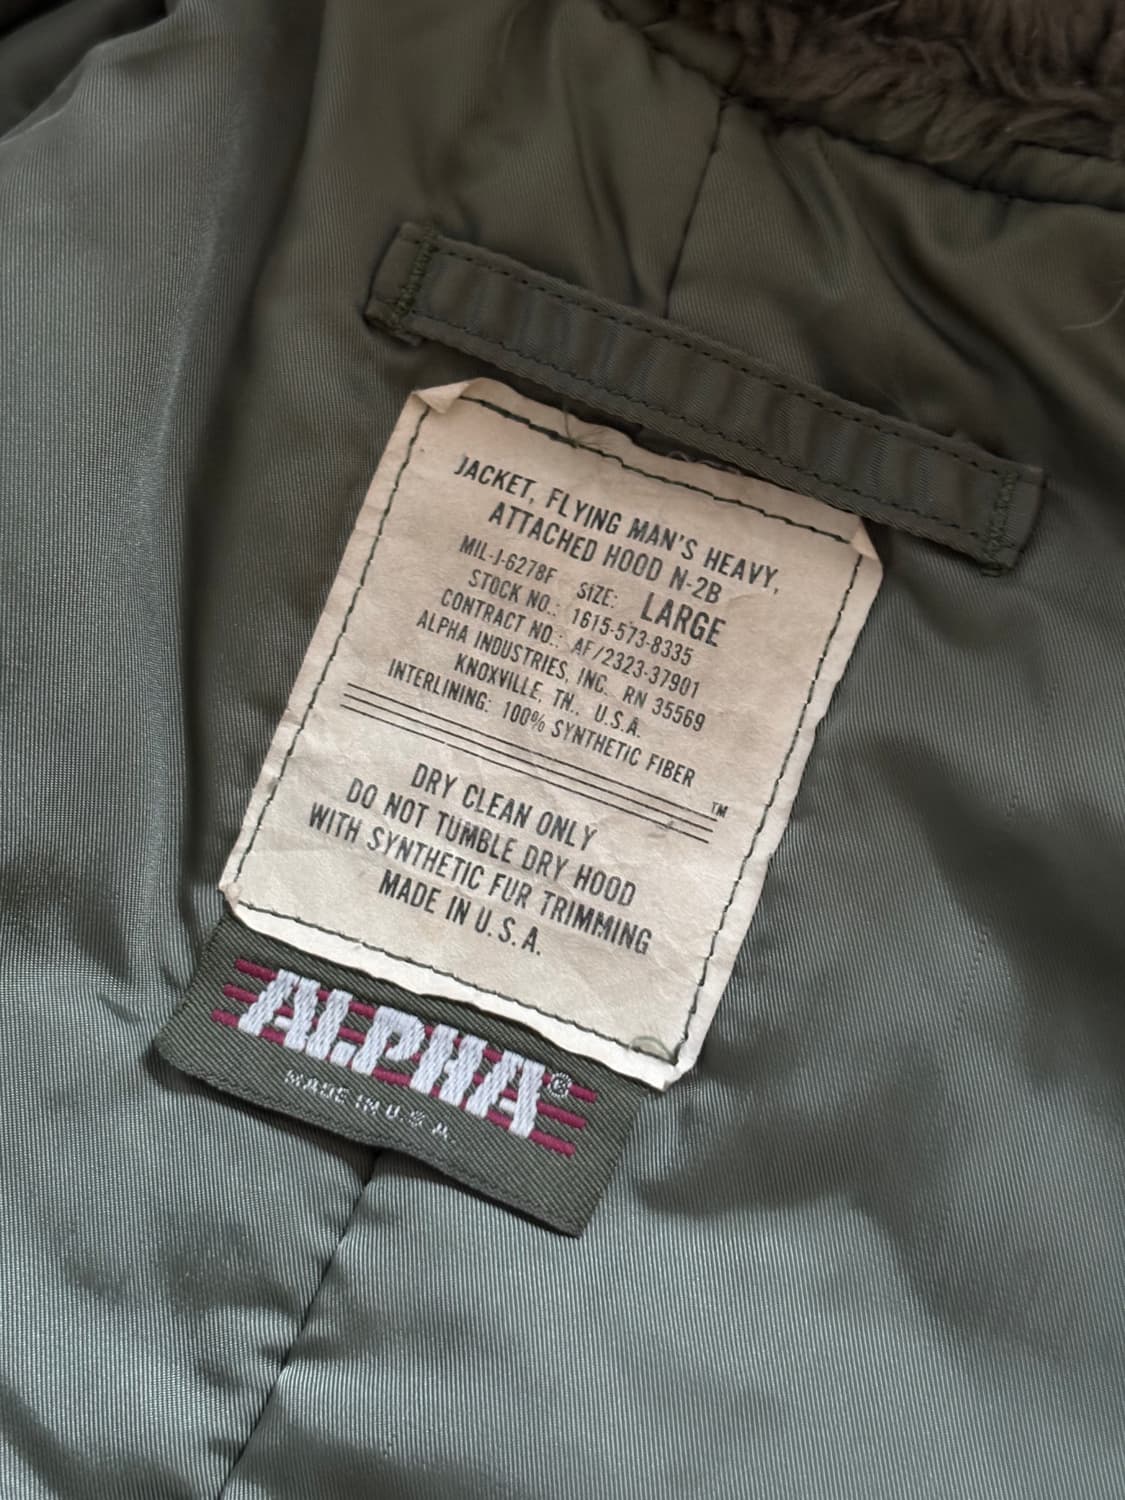 JACKET, FLYING MAN'S HEAVY,
ATTACHED HOOD N-2B
MIL-J-6278F SIZE: LARGE
STOCK NO.: 1615-573-8335
CONTRACT NO.: AF/2323-37901
ALPHA INDUSTRIES, INC. RN 35569
KNOXVILLE, TN., U.S.A.
INTERLINING: 100% SYNTHETIC FIBER
TM
DRY CLEAN ONLY
DO NOT TUMBLE DRY HOOD
WITH SYNTHETIC FUR TRIMMING
MADE IN U.S.A.
ALPHA®
MADE IN U.S.A.